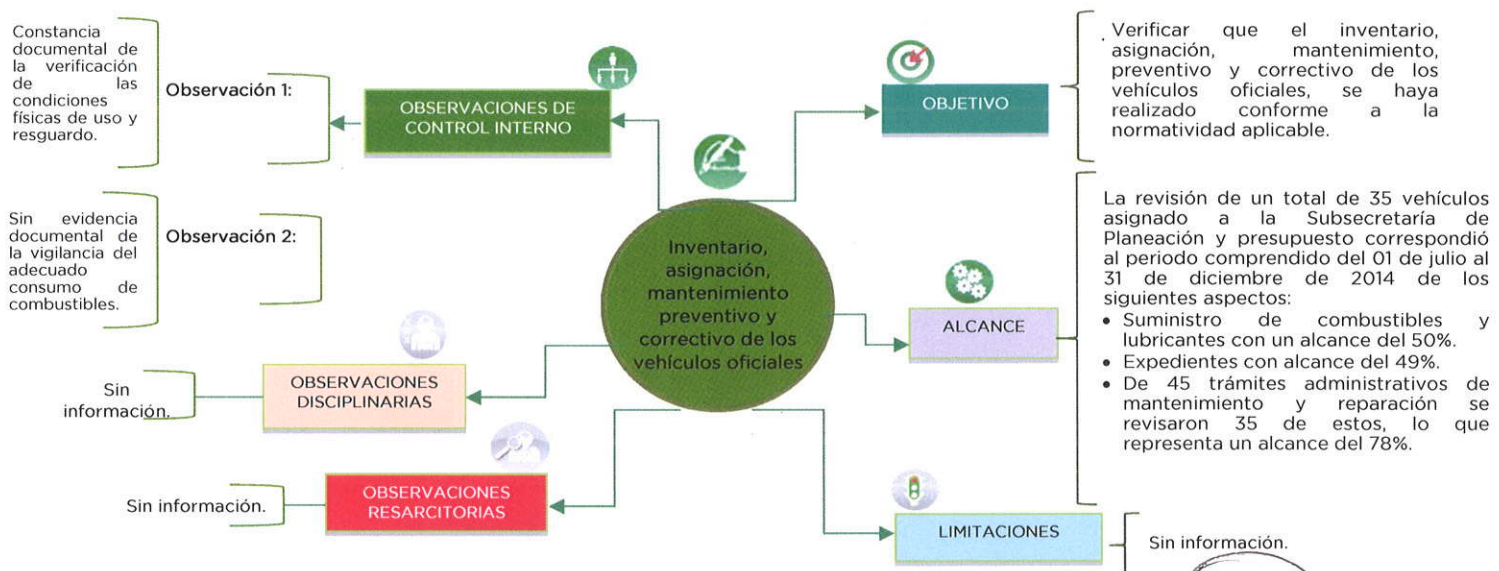 Constancia
documental de
la verificación
de las
condiciones
físicas de uso y
resguardo.
Observación 1:
OBSERVACIONES DE
CONTROL INTERNO
OBJETIVO
Verificar que el inventario,
asignación, mantenimiento,
preventivo y correctivo de los
vehículos oficiales, se haya
realizado conforme a la
normatividad aplicable.
Sin evidencia
documental de
la vigilancia del
adecuado
consumo de
combustibles.
Observación 2:
Inventario,
asignación,
mantenimiento
preventivo y
correctivo de los
vehículos oficiales
ALCANCE
La revisión de un total de 35 vehículos
asignado a la Subsecretaría de
Planeación y presupuesto correspondió
al periodo comprendido del 01 de julio al
31 de diciembre de 2014 de los
siguientes aspectos:
• Suministro de combustibles y
lubricantes con un alcance del 50%.
• Expedientes con alcance del 49%.
• De 45 trámites administrativos de
mantenimiento y reparación se
revisaron 35 de estos, lo que
representa un alcance del 78%.
Sin
información.
OBSERVACIONES
DISCIPLINARIAS
Sin información.
OBSERVACIONES
RESARCITORIAS
LIMITACIONES
Sin información.